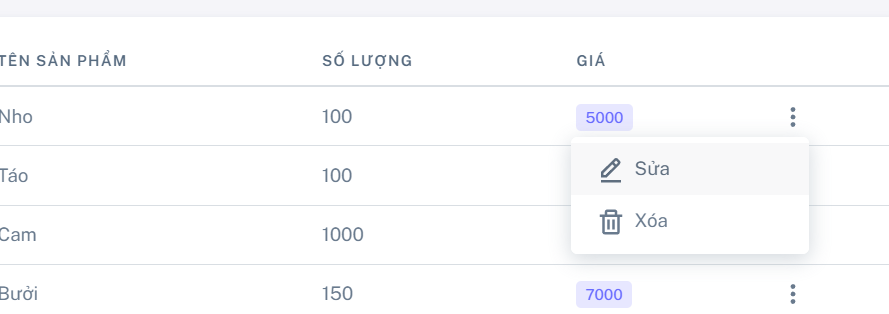 TÊN SẢN PHẨM SỐ LƯỢNG GIÁ
Nho 100 5000
Sửa
Táo 100
Xóa
Cam 1000
Bưởi 150 7000